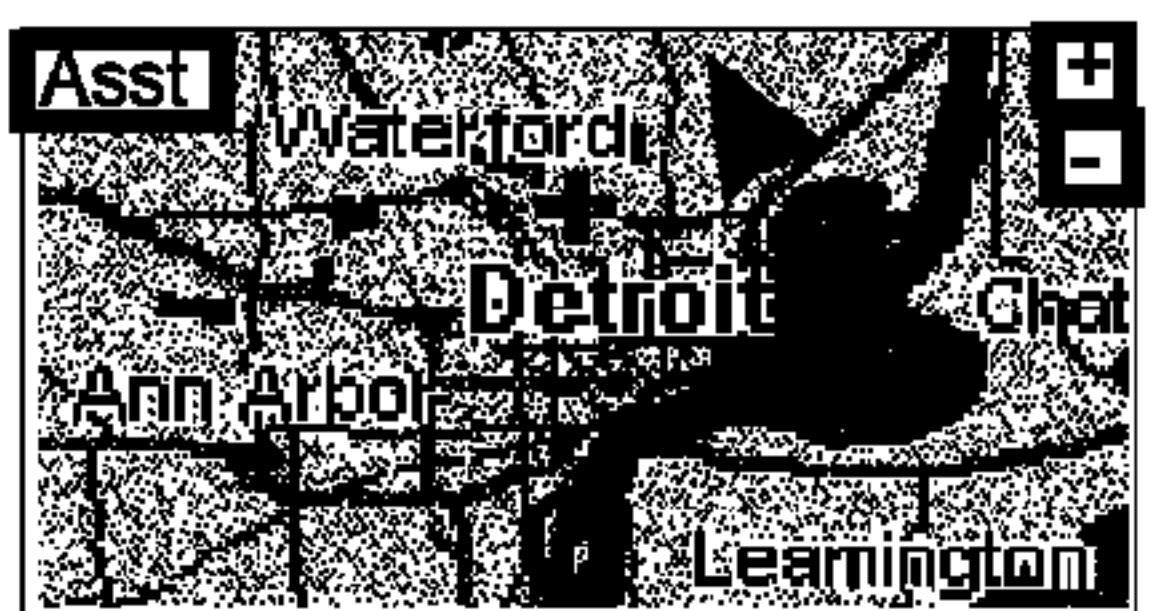 Asst
+
Waterford
-
Detroit
Chat
Ann Arbor
Leamington